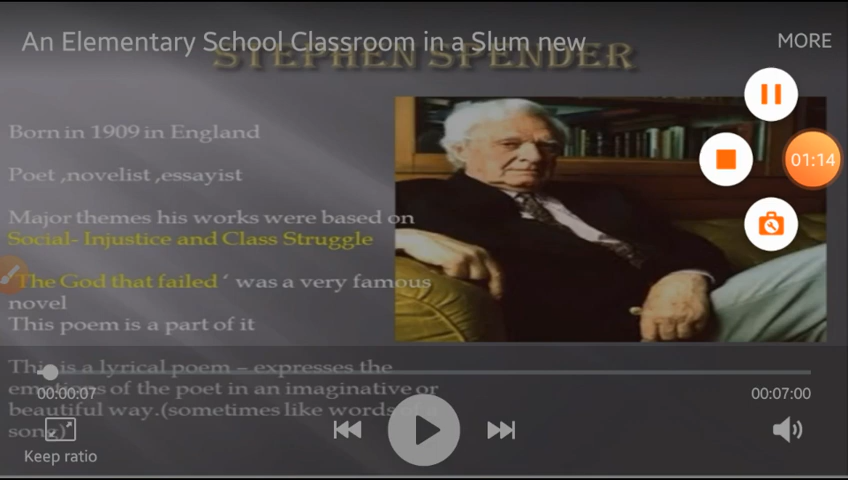 An Elementary School Classroom in a Slum new
MORE
STEPHEN SPENDER
Born in 1909 in England
Poet ,novelist ,essayist
Major themes his works were based on
Social- Injustice and Class Struggle
'The God that failed ‘ was a very famous
novel
This poem is a part of it
This is a lyrical poem – expresses the
emotions of the poet in an imaginative or
beautiful way.(sometimes like words of a
song)
01:14
00:00:07
00:07:00
Keep ratio